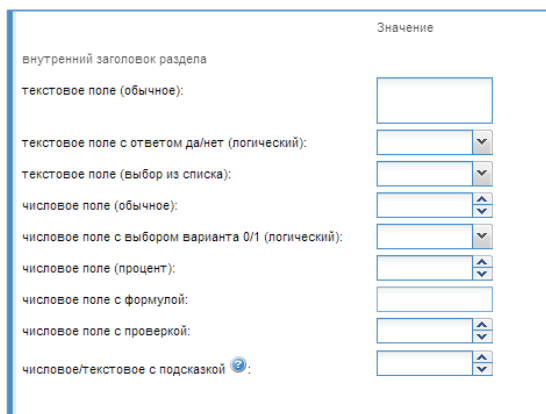 Значение
внутренний заголовок раздела
текстовое поле (обычное):
текстовое поле с ответом да/нет (логический):
текстовое поле (выбор из списка):
числовое поле (обычное):
числовое поле с выбором варианта 0/1 (логический):
числовое поле (процент):
числовое поле с формулой:
числовое поле с проверкой:
числовое/текстовое с подсказкой ?: